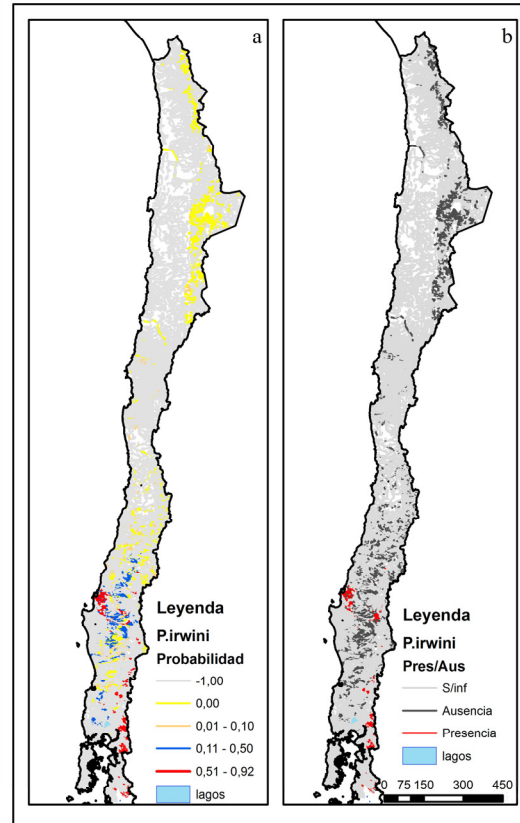 a
Leyenda
P.irwini
Probabilidad
-1,00
0,00
0,01 - 0,10
0,11 - 0,50
0,51 - 0,92
lagos
b
Leyenda
P.irwini
Pres/Aus
S/inf
Ausencia
Presencia
lagos
0 75 150 300 450